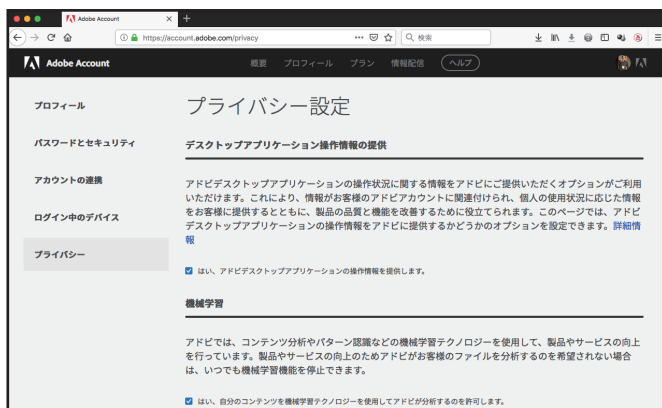 Adobe Account
https://account.adobe.com/privacy
検索
Adobe Account
概要 プロフィール プラン 情報配信 ヘルプ
プロフィール
パスワードとセキュリティ
アカウントの連携
ログイン中のデバイス
プライバシー
プライバシー設定
デスクトップアプリケーション操作情報の提供
アドビデスクトップアプリケーションの操作状況に関する情報をアドビにご提供いただくオプションがご利用
いただけます。これにより、情報がお客様のアドビアカウントに関連付けられ、個人の使用状況に応じた情報
をお客様に提供するとともに、製品の品質と機能を改善するために役立てられます。このページでは、アドビ
デスクトップアプリケーションの操作情報をアドビに提供するかどうかのオプションを設定できます。詳細情
報
はい、アドビデスクトップアプリケーションの操作情報を提供します。
機械学習
アドビでは、コンテンツ分析やパターン認識などの機械学習テクノロジーを使用して、製品やサービスの向上
を行っています。製品やサービスの向上のためアドビがお客様のファイルを分析するのを希望されない場合
は、いつでも機械学習機能を停止できます。
はい、自分のコンテンツを機械学習テクノロジーを使用してアドビが分析するのを許可します。